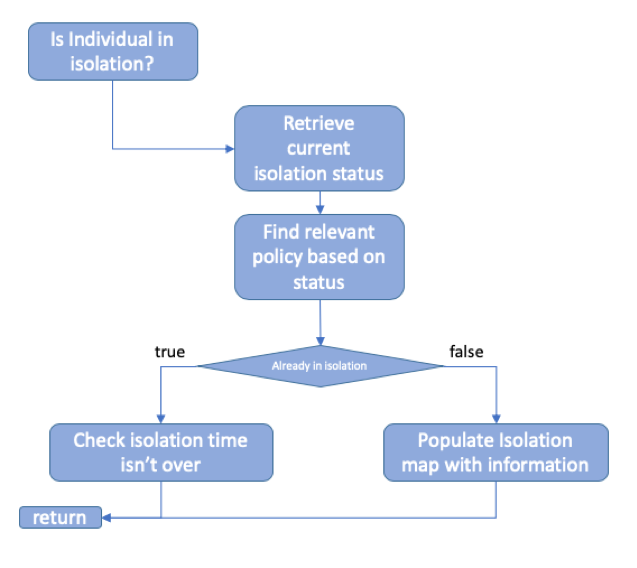 Is Individual in
isolation?
Retrieve
current
isolation status
Find relevant
policy based on
status
true
false
Already in isolation
Check isolation time
isn't over
Populate Isolation
map with information
return